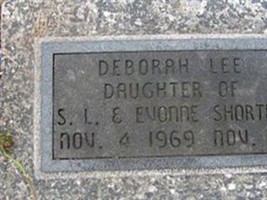 DEBORAH LEE
DAUGHTER OF
S. L. & EVONNE
NOV. 4 1969 NOV.